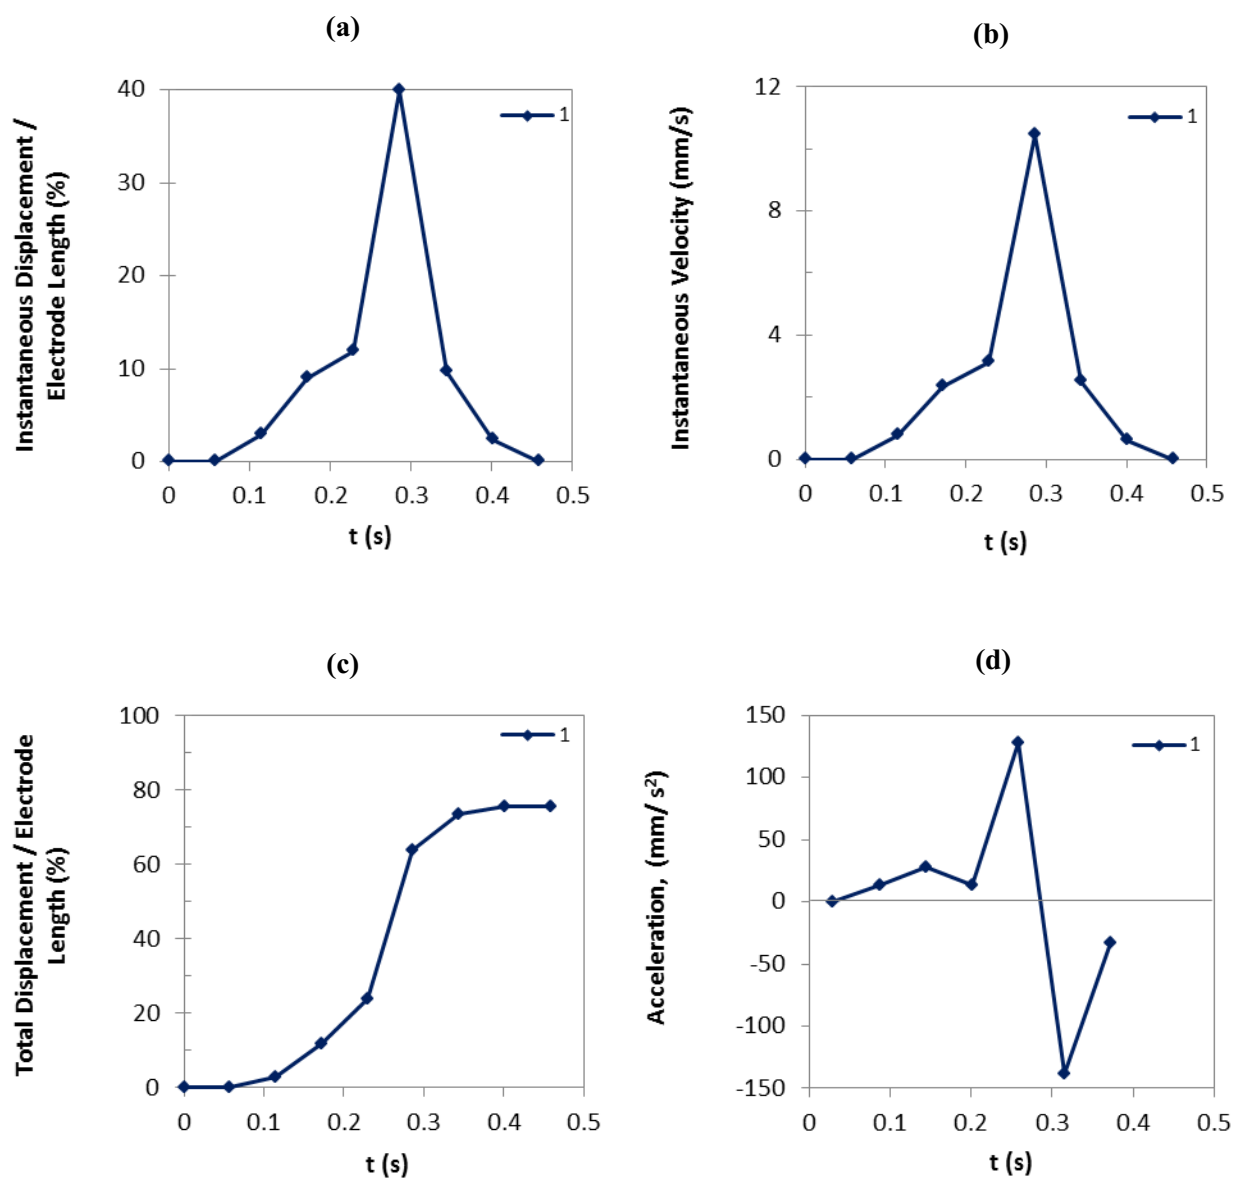 (a)
Instantaneous Displacement /
Electrode Length (%)
40
30
20
10
0
0 0.1 0.2 0.3 0.4 0.5
t (s)
1
(b)
Instantaneous Velocity (mm/s)
12
8
4
0
0 0.1 0.2 0.3 0.4 0.5
t (s)
1
(c)
Total Displacement / Electrode
Length (%)
100
80
60
40
20
0
0 0.1 0.2 0.3 0.4 0.5
t (s)
1
(d)
Acceleration, (mm/ s²)
150
100
50
0
-50
-100
-150
0 0.1 0.2 0.3 0.4 0.5
t (s)
1